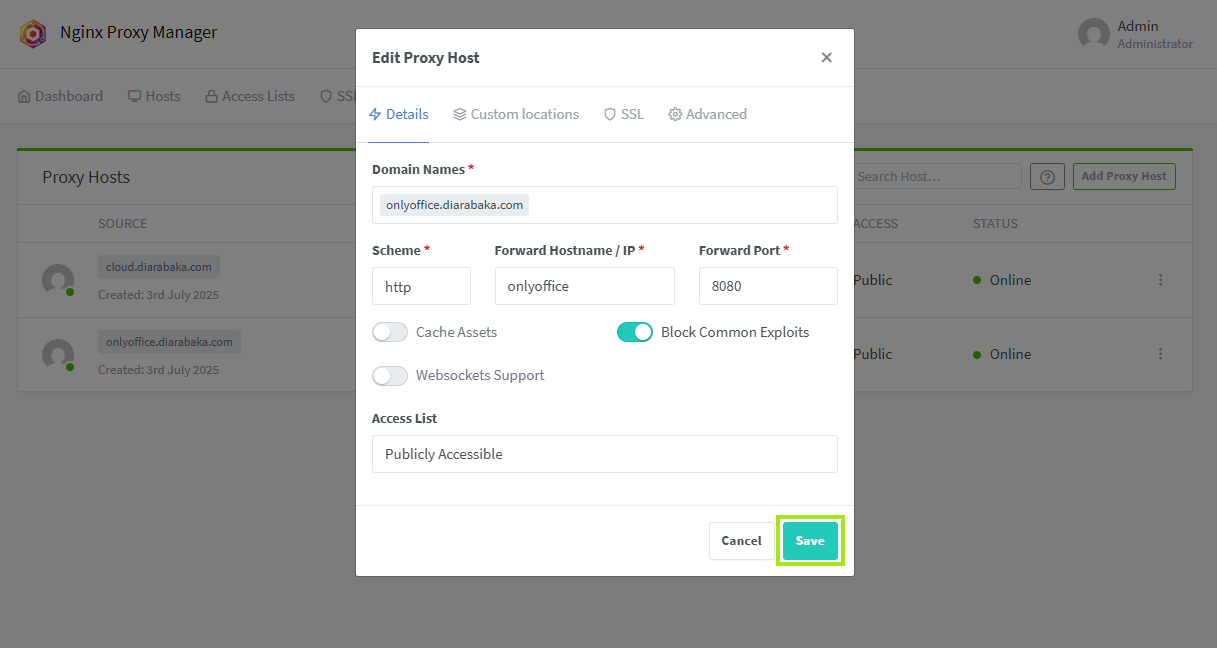 Nginx Proxy Manager
Admin
Administrator
Dashboard
Hosts
Access Lists
Proxy Hosts
Search Host...
Add Proxy Host
SOURCE
ACCESS
STATUS
cloud.diarabaka.com
Created: 3rd July 2025
Public
Online
onlyoffice.diarabaka.com
Created: 3rd July 2025
Public
Online
Edit Proxy Host
Details
Custom locations
SSL
Advanced
Domain Names *
onlyoffice.diarabaka.com
Scheme *
Forward Hostname / IP *
Forward Port *
http
onlyoffice
8080
Cache Assets
Block Common Exploits
Websockets Support
Access List
Publicly Accessible
Cancel
Save